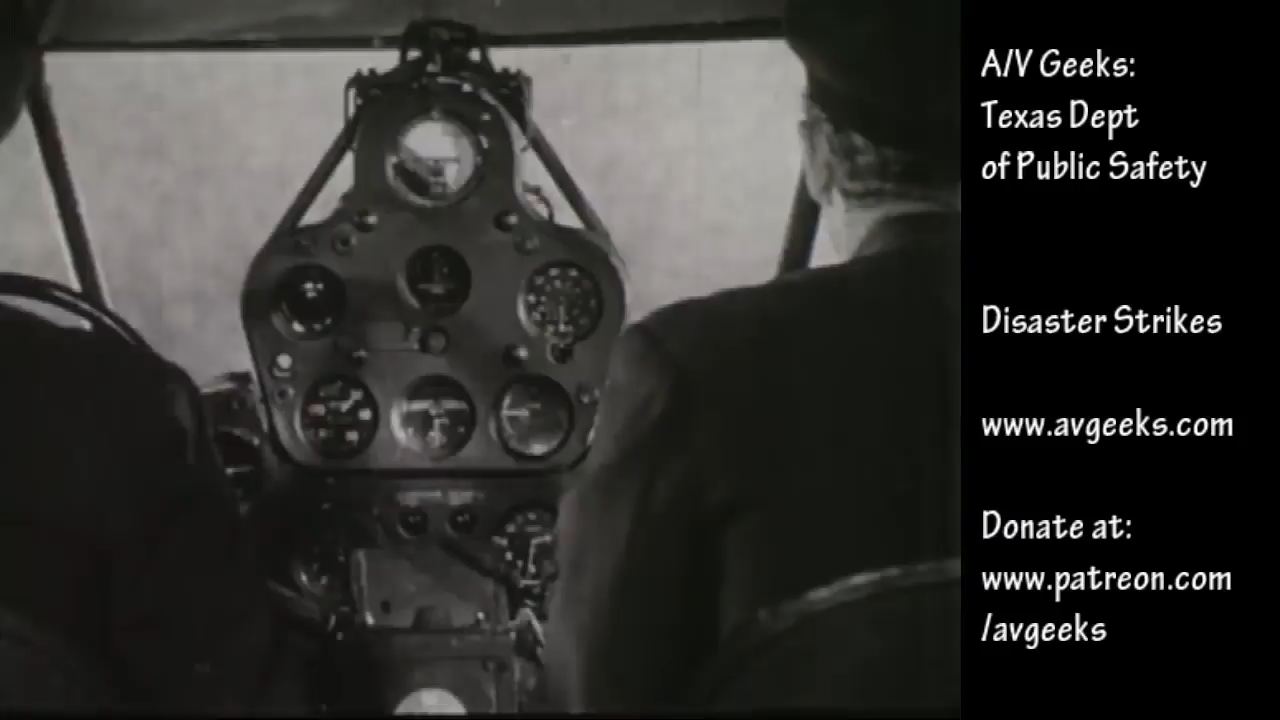 A/V Geeks:
Texas Dept
of Public Safety
Disaster Strikes
www.avgeeks.com
Donate at:
www.patreon.com
/avgeeks